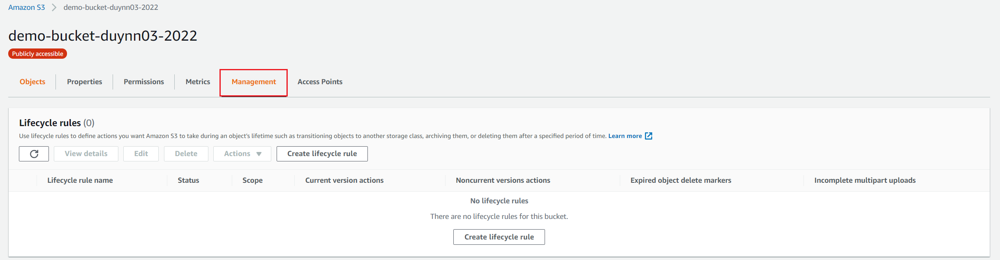 Amazon S3 > demo-bucket-duynn03-2022
demo-bucket-duynn03-2022
Publicly accessible
Objects Properties Permissions Metrics Management Access Points
Lifecycle rules (0)
Use lifecycle rules to define actions you want Amazon S3 to take during an object's lifetime such as transitioning objects to another storage class, archiving them, or deleting them after a specified period of time. Learn more
View details Edit Delete Actions Create lifecycle rule
Lifecycle rule name Status Scope Current version actions Noncurrent versions actions Expired object delete markers Incomplete multipart uploads
No lifecycle rules
There are no lifecycle rules for this bucket.
Create lifecycle rule